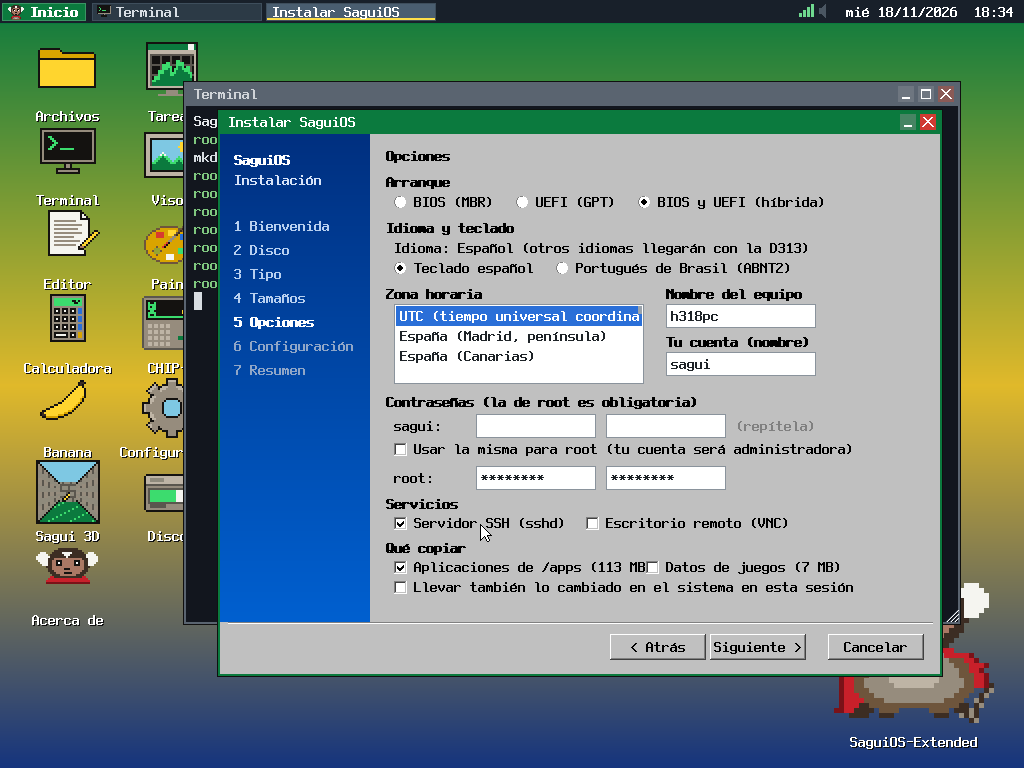 Inicio
Terminal
Instalar SaguiOS
mié 18/11/2026
18:34
Archivos
Terminal
Editor
Calculadora
Banana
Sagui 3D
Acerca de
SaguiOS-Extended
Terminal
Instalar SaguiOS
SaguiOS
Instalación
1 Bienvenida
2 Disco
3 Tipo
4 Tamaños
5 Opciones
6 Configuración
7 Resumen
Opciones
Arranque
BIOS (MBR)
UEFI (GPT)
BIOS y UEFI (híbrida)
Idioma y teclado
Idioma: Español (otros idiomas llegarán con la D313)
Teclado español
Portugués de Brasil (ABNT2)
Zona horaria
UTC (tiempo universal coordina
España (Madrid, península)
España (Canarias)
Nombre del equipo
h318pc
Tu cuenta (nombre)
sagui
Contraseñas (la de root es obligatoria)
sagui:
(repítela)
Usar la misma para root (tu cuenta será administradora)
root:
********
********
Servicios
Servidor SSH (sshd)
Escritorio remoto (VNC)
Qué copiar
Aplicaciones de /apps (113 MB
Datos de juegos (7 MB)
Llevar también lo cambiado en el sistema en esta sesión
< Atrás
Siguiente >
Cancelar